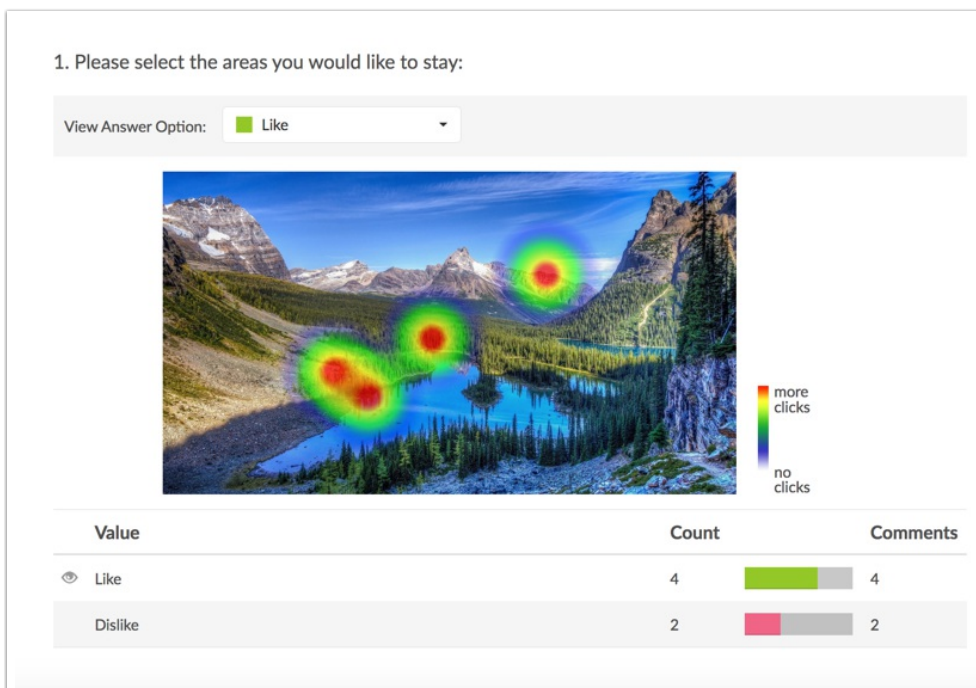 1. Please select the areas you would like to stay:
View Answer Option: Like
more
clicks
no
clicks
Value Count Comments
Like 4 4
Dislike 2 2